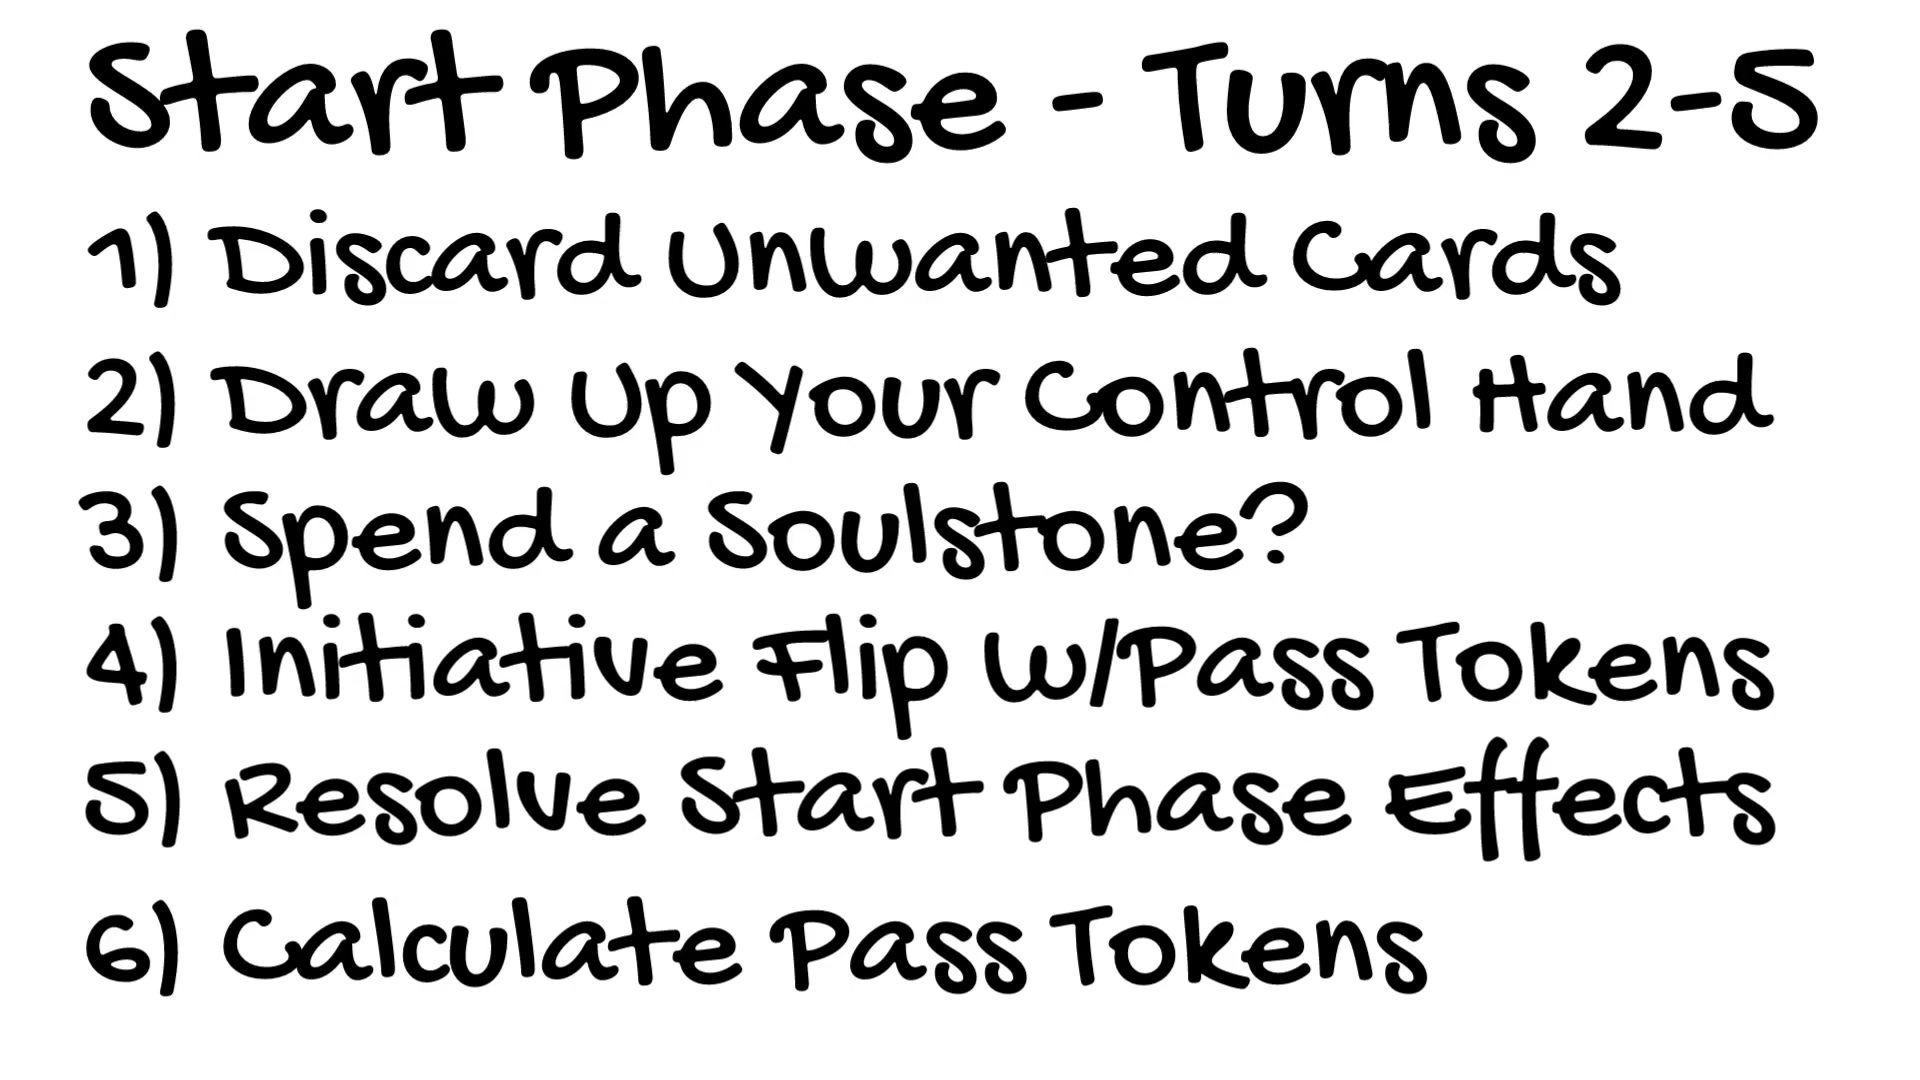 Start Phase - Turns 2-5
1) Discard Unwanted Cards
2) Draw Up Your Control Hand
3) Spend a Soulstone?
4) Initiative Flip w/Pass Tokens
5) Resolve Start Phase Effects
6) Calculate Pass Tokens